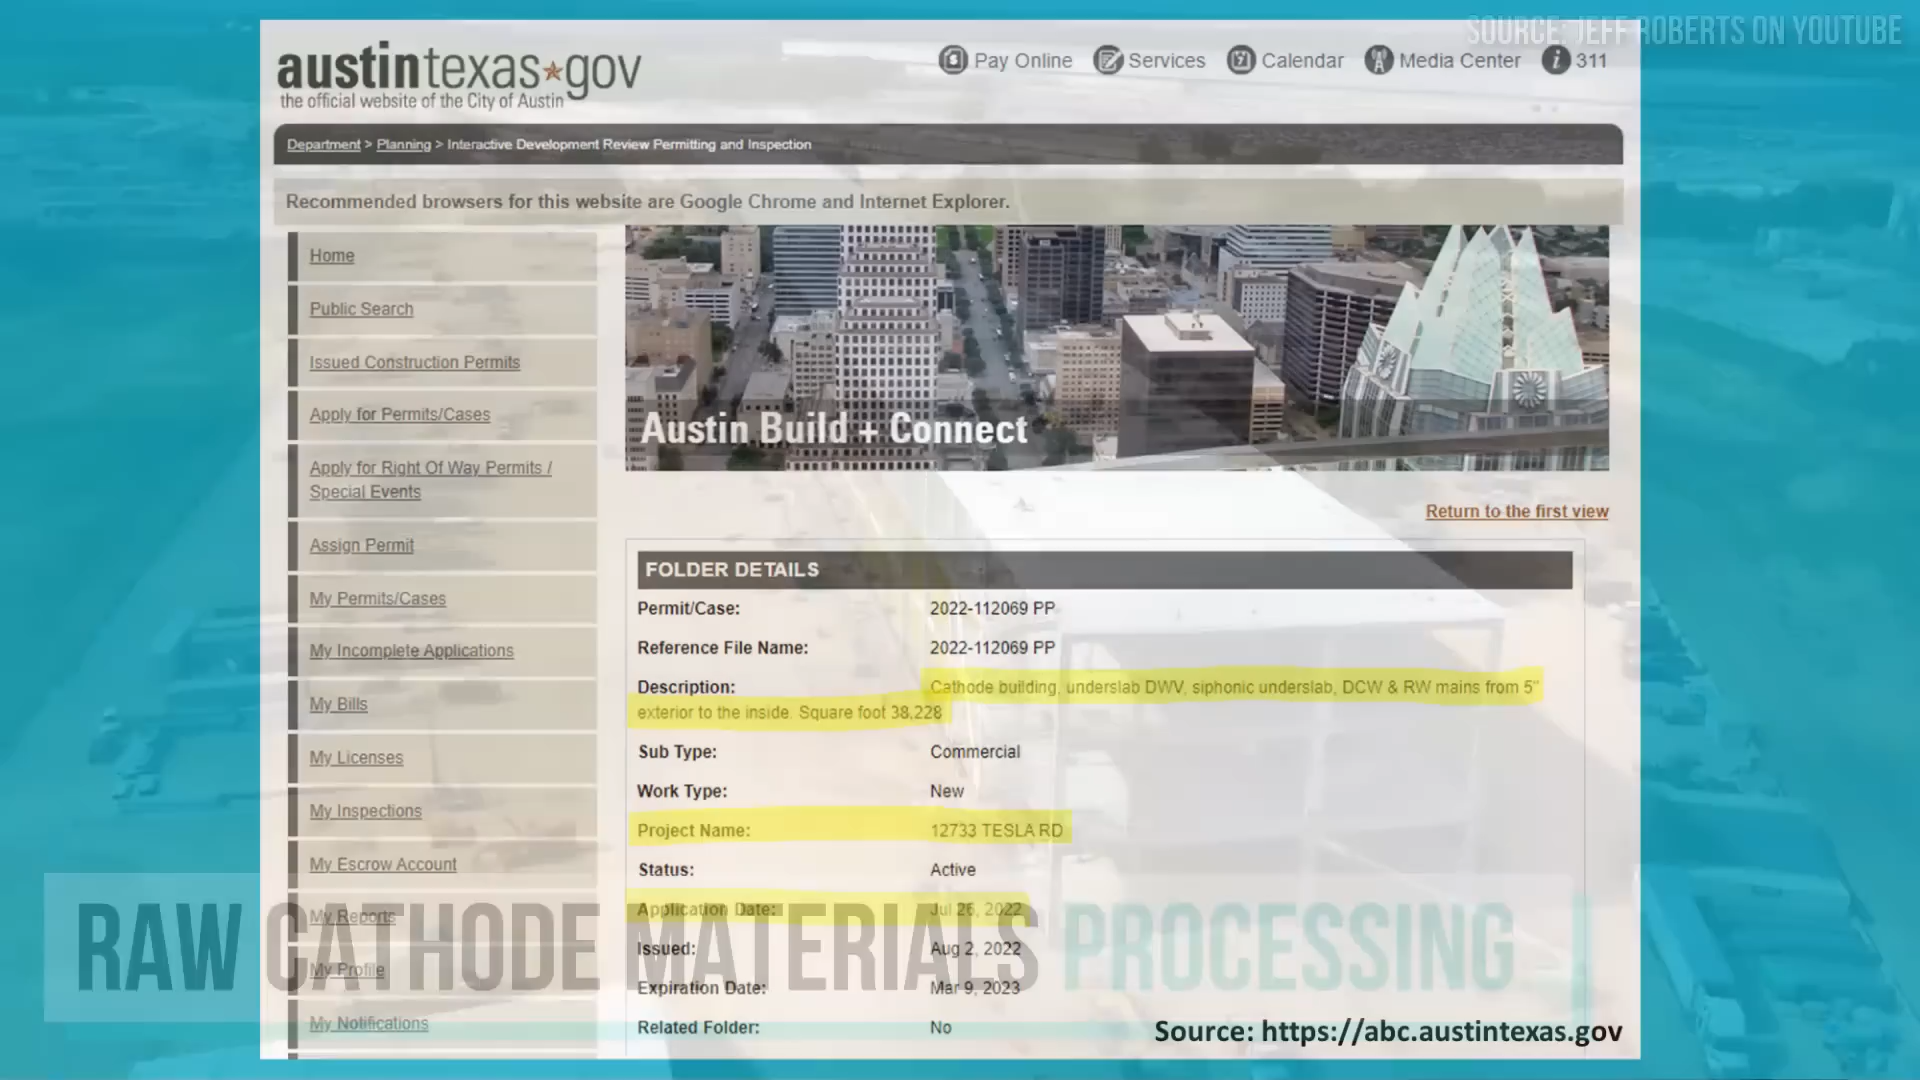 SOURCE: JEFF ROBERTS ON YOUTUBE
austintexas.gov
the official website of the City of Austin
Pay Online
Services
Calendar
Media Center
311
Department > Planning > Interactive Development Review Permitting and Inspection
Recommended browsers for this website are Google Chrome and Internet Explorer.
Home
Public Search
Issued Construction Permits
Apply for Permits/Cases
Apply for Right Of Way Permits /
Special Events
Assign Permit
My Permits/Cases
My Incomplete Applications
My Bills
My Licenses
My Inspections
My Escrow Account
My Reports
My Profile
My Notifications
Austin Build + Connect
Return to the first view
FOLDER DETAILS
Permit/Case: 2022-112069 PP
Reference File Name: 2022-112069 PP
Description: Cathode building, underslab DWV, siphonic underslab, DCW & RW mains from 5"
exterior to the inside. Square foot 38,228
Sub Type: Commercial
Work Type: New
Project Name: 12733 TESLA RD
Status: Active
Application Date: Jul 26, 2022
Issued: Aug 2, 2022
Expiration Date: Mar 9, 2023
Related Folder: No
RAW CATHODE MATERIALS PROCESSING
Source: https://abc.austintexas.gov